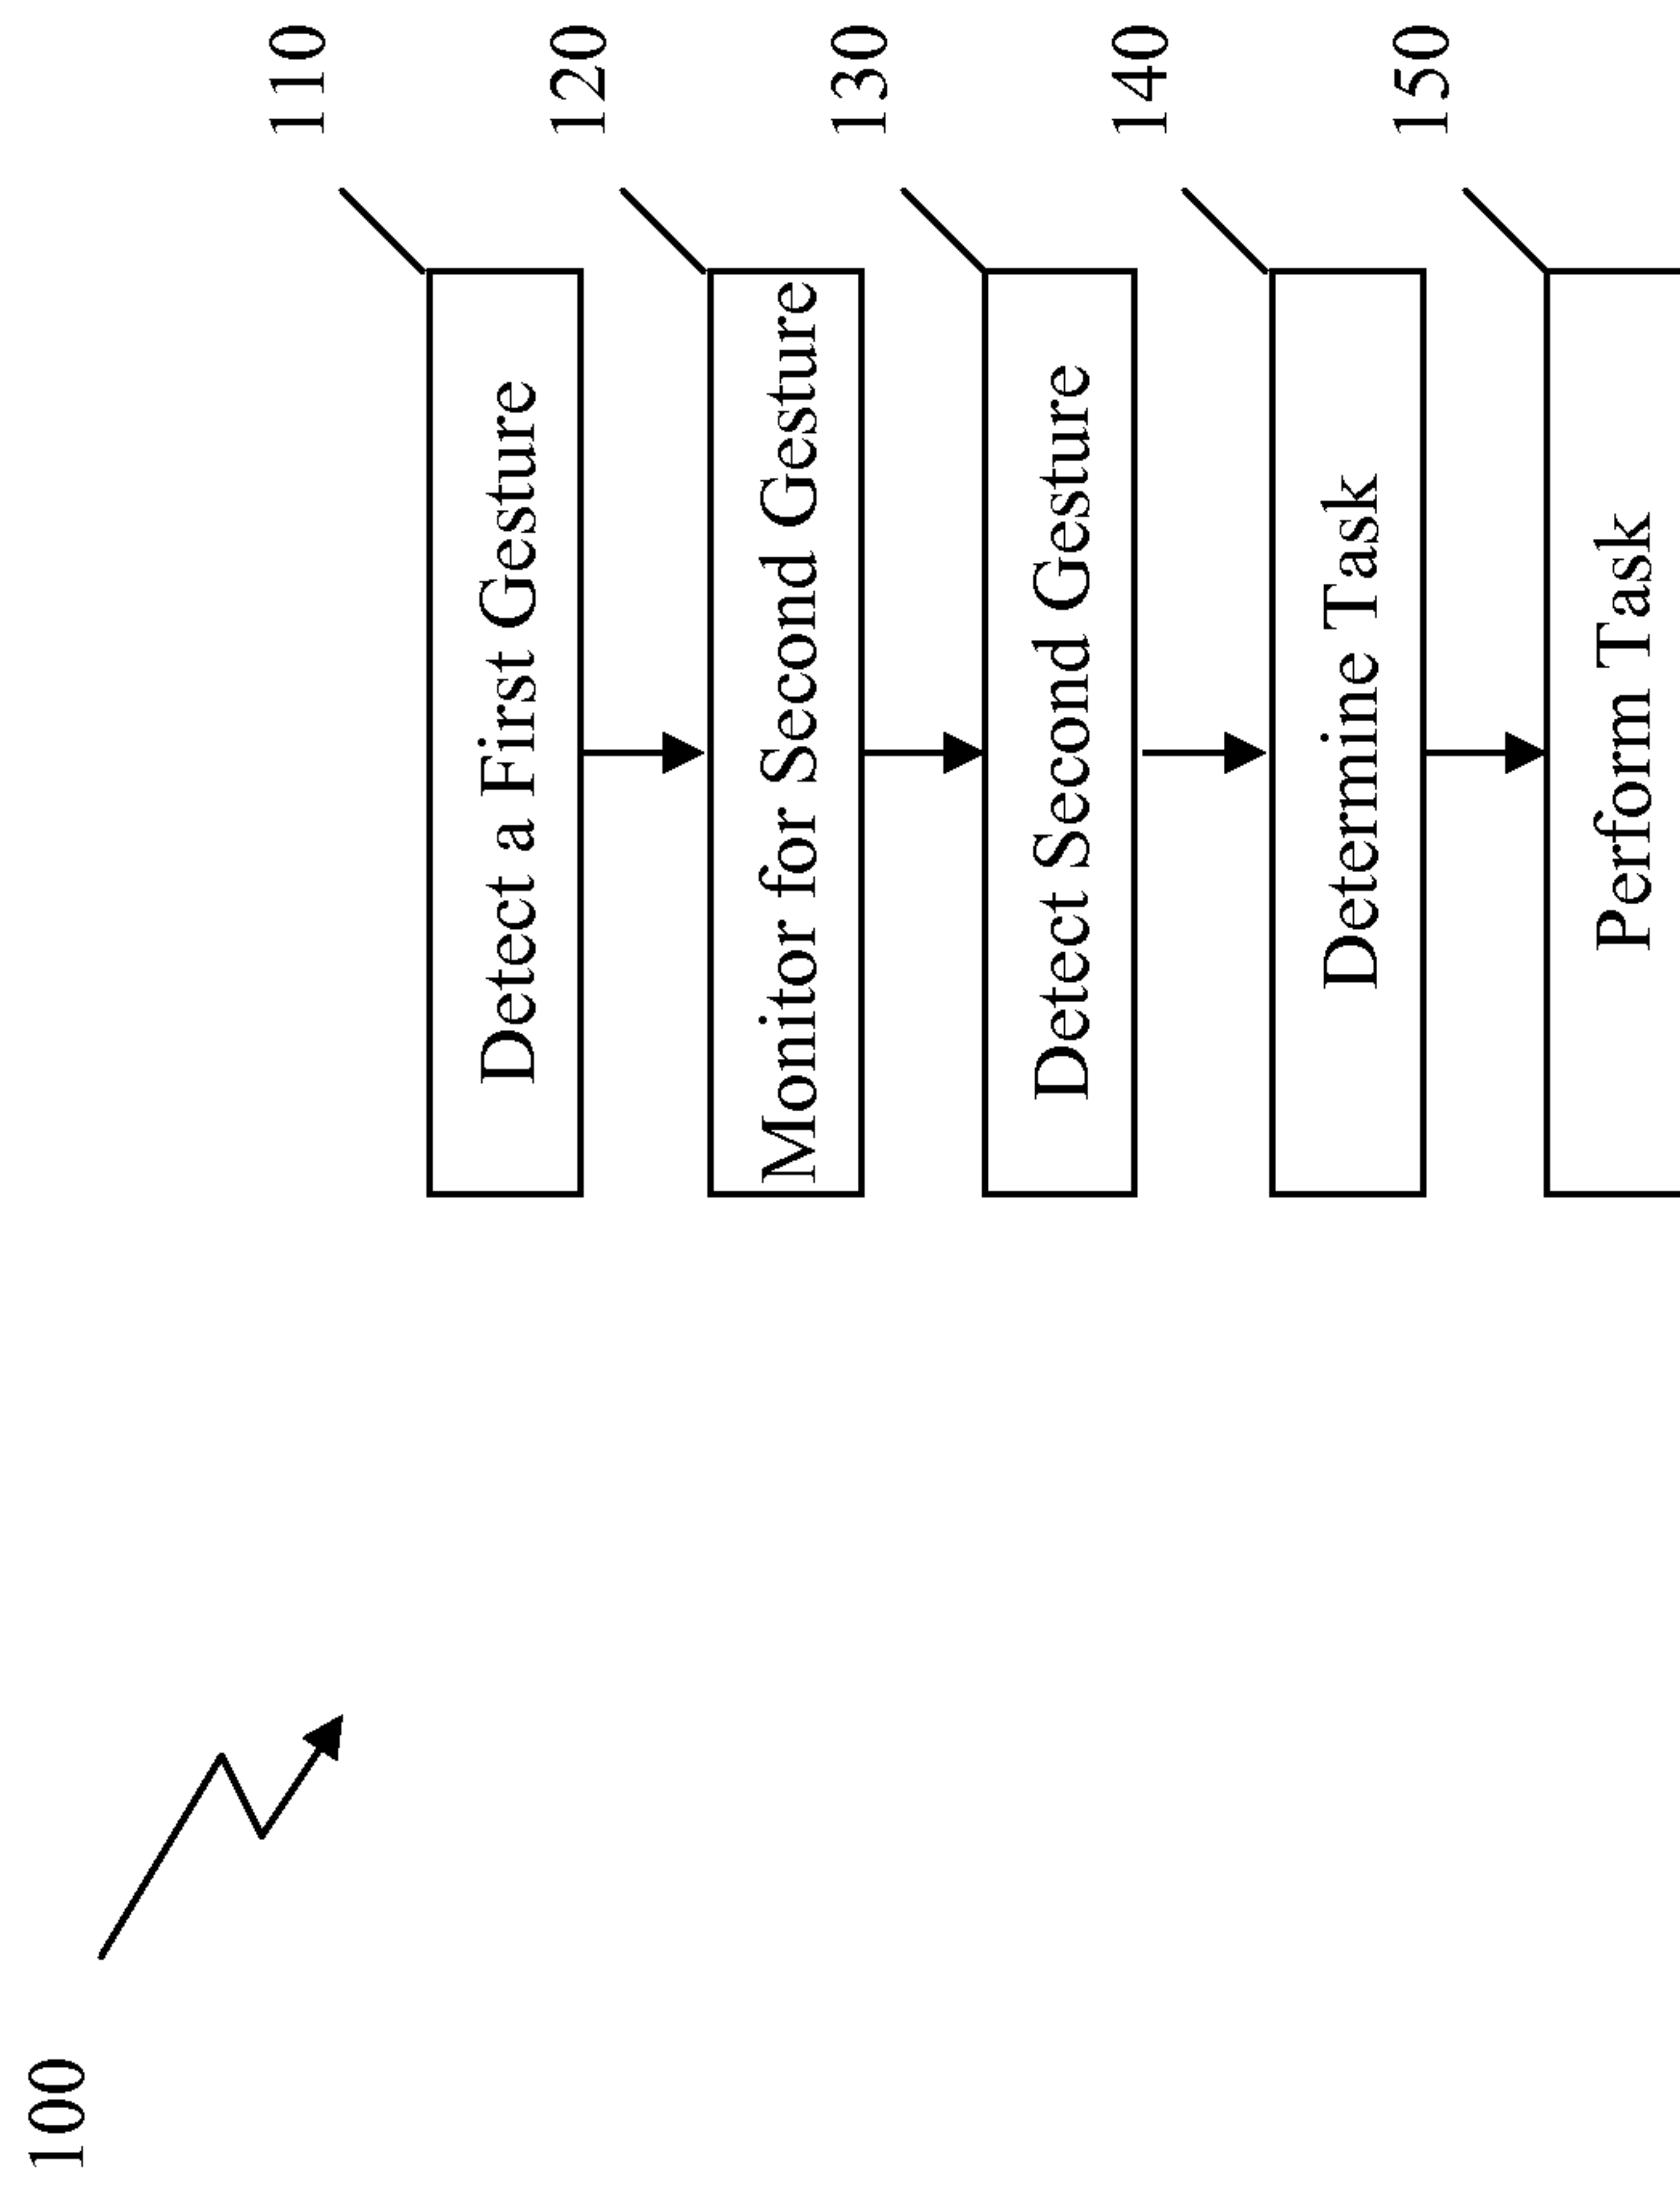 100
110
Detect a First Gesture
120
Monitor for Second Gesture
130
Detect Second Gesture
140
Determine Task
150
Perform Task